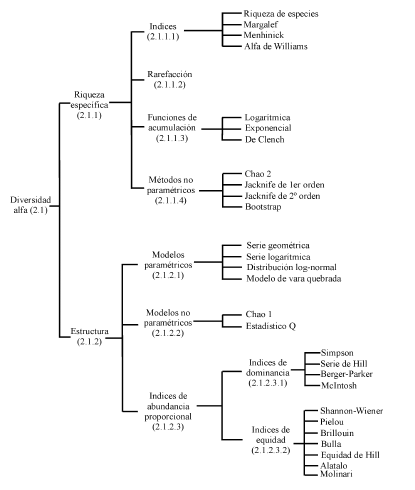 Diversidad
alfa (2.1)
Riqueza
especifica
(2.1.1)
Indices
(2.1.1.1)
Riqueza de especies
Margalef
Menhinick
Alfa de Williams
Rarefacción
(2.1.1.2)
Funciones de
acumulación
(2.1.1.3)
Logaritmica
Exponencial
De Clench
Métodos no
paramétricos
(2.1.1.4)
Chao 2
Jacknife de 1er orden
Jacknife de 2º orden
Bootstrap
Estructura
(2.1.2)
Modelos
paramétricos
(2.1.2.1)
Serie geométrica
Serie logaritmica
Distribución log-normal
Modelo de vara quebrada
Modelos no
paramétricos
(2.1.2.2)
Chao 1
Estadistico Q
Indices de
abundancia
proporcional
(2.1.2.3)
Indices de
dominancia
(2.1.2.3.1)
Simpson
Serie de Hill
Berger-Parker
McIntosh
Indices de
equidad
(2.1.2.3.2)
Shannon-Wiener
Pielou
Brillouin
Bulla
Equidad de Hill
Alatalo
Molinari